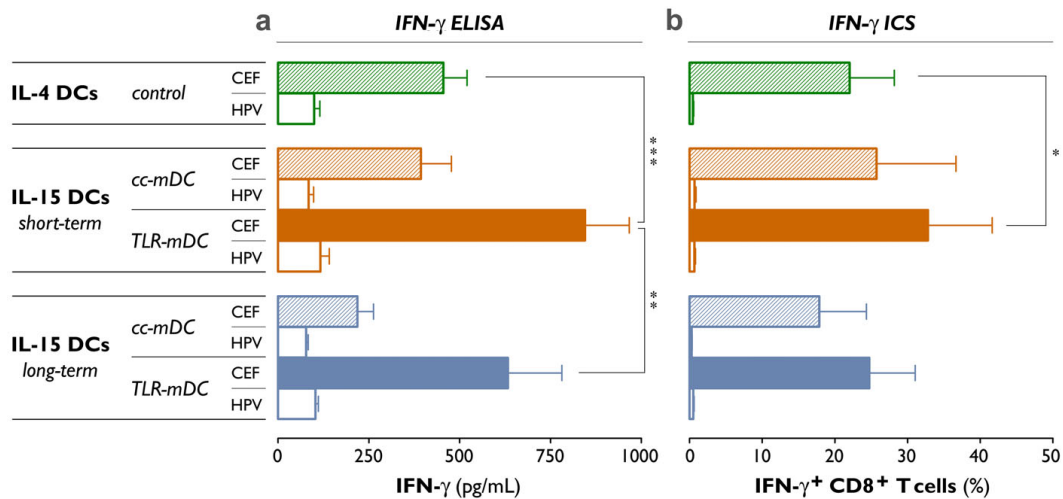 a
IFN-γ ELISA
b
IFN-γ ICS
IL-4 DCs
control
CEF
HPV
IL-15 DCs
short-term
cc-mDC
CEF
HPV
TLR-mDC
CEF
HPV
IL-15 DCs
long-term
cc-mDC
CEF
HPV
TLR-mDC
CEF
HPV
***
**
*
0 250 500 750 1000
IFN-γ (pg/mL)
0 10 20 30 40 50
IFN-γ⁺ CD8⁺ T cells (%)